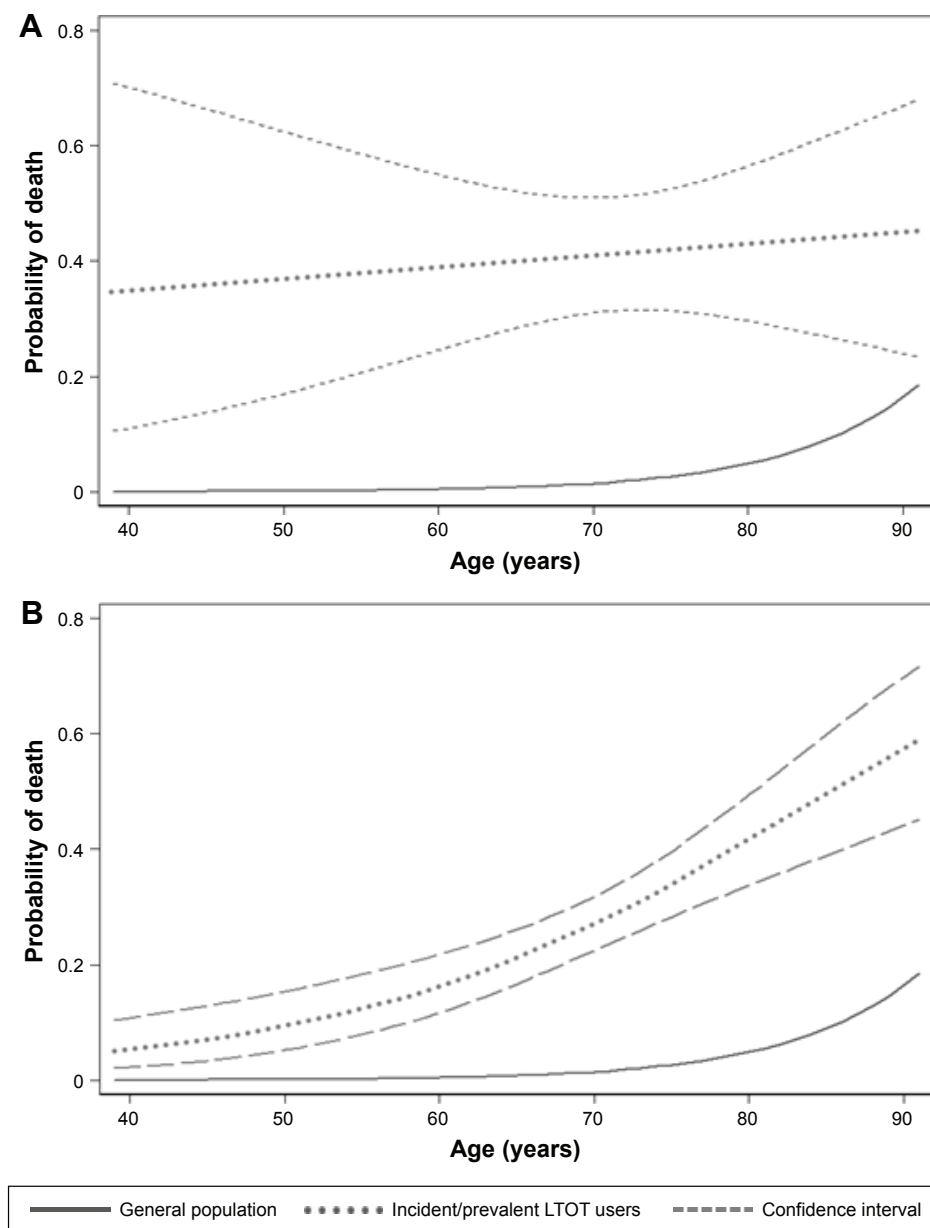 A
0.8
0.6
0.4
0.2
0
Probability of death
40 50 60 70 80 90
Age (years)
B
0.8
0.6
0.4
0.2
0
Probability of death
40 50 60 70 80 90
Age (years)
General population Incident/prevalent LTOT users Confidence interval